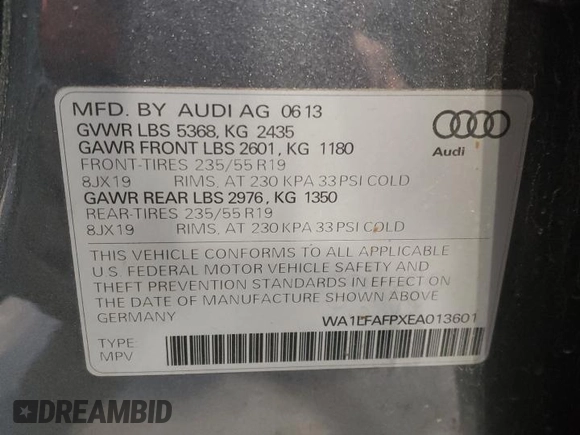 MFD. BY AUDI AG 06 13
GVWR LBS 5368, KG 2435
GAWR FRONT LBS 2601, KG 1180
FRONT-TIRES 235/55 R19
8JX19 RIMS, AT 230 KPA 33 PSI COLD
GAWR REAR LBS 2976, KG 1350
REAR-TIRES 235/55 R19
8JX19 RIMS, AT 230 KPA 33 PSI COLD
Audi
THIS VEHICLE CONFORMS TO ALL APPLICABLE
U.S. FEDERAL MOTOR VEHICLE SAFETY AND
THEFT PREVENTION STANDARDS IN EFFECT ON
THE DATE OF MANUFACTURE SHOWN ABOVE.
GERMANY
WA1LFAFPXEA013601
TYPE:
MPV
DREAMBID